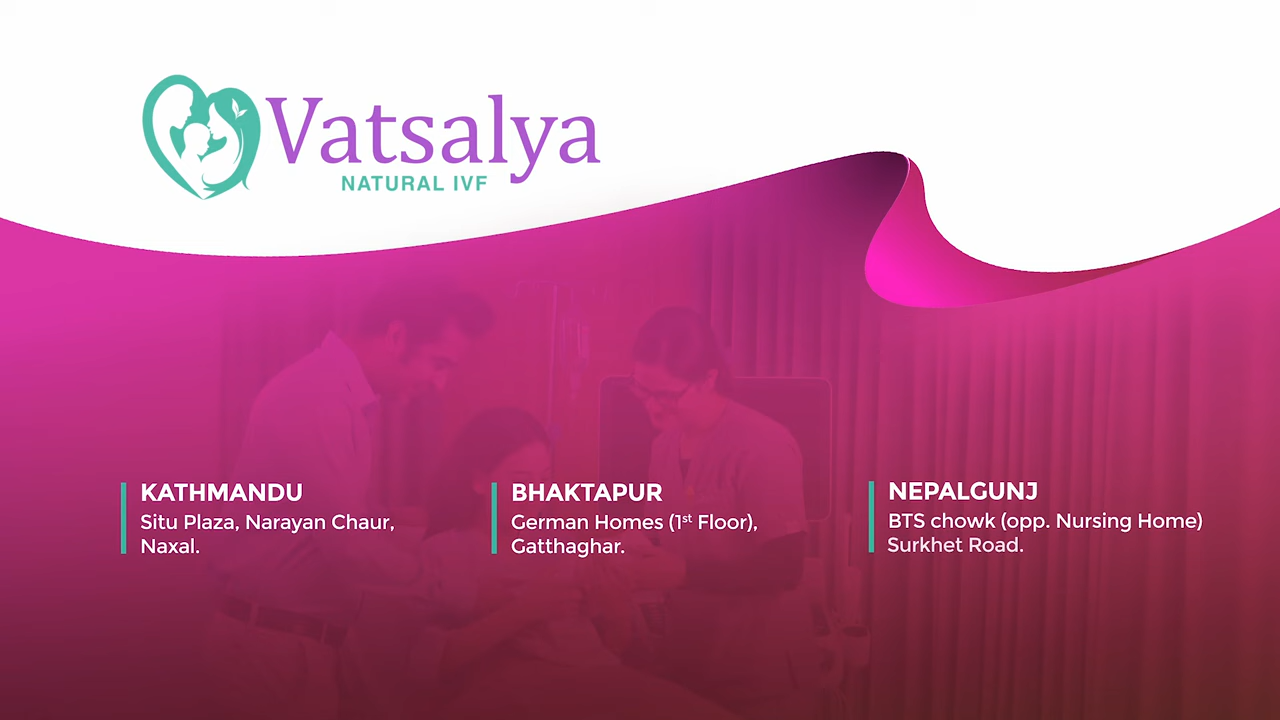 Vatsalya
NATURAL IVF
KATHMANDU
Situ Plaza, Narayan Chaur,
Naxal.
BHAKTAPUR
German Homes (1st Floor),
Gatthaghar.
NEPALGUNJ
BTS chowk (opp. Nursing Home)
Surkhet Road.